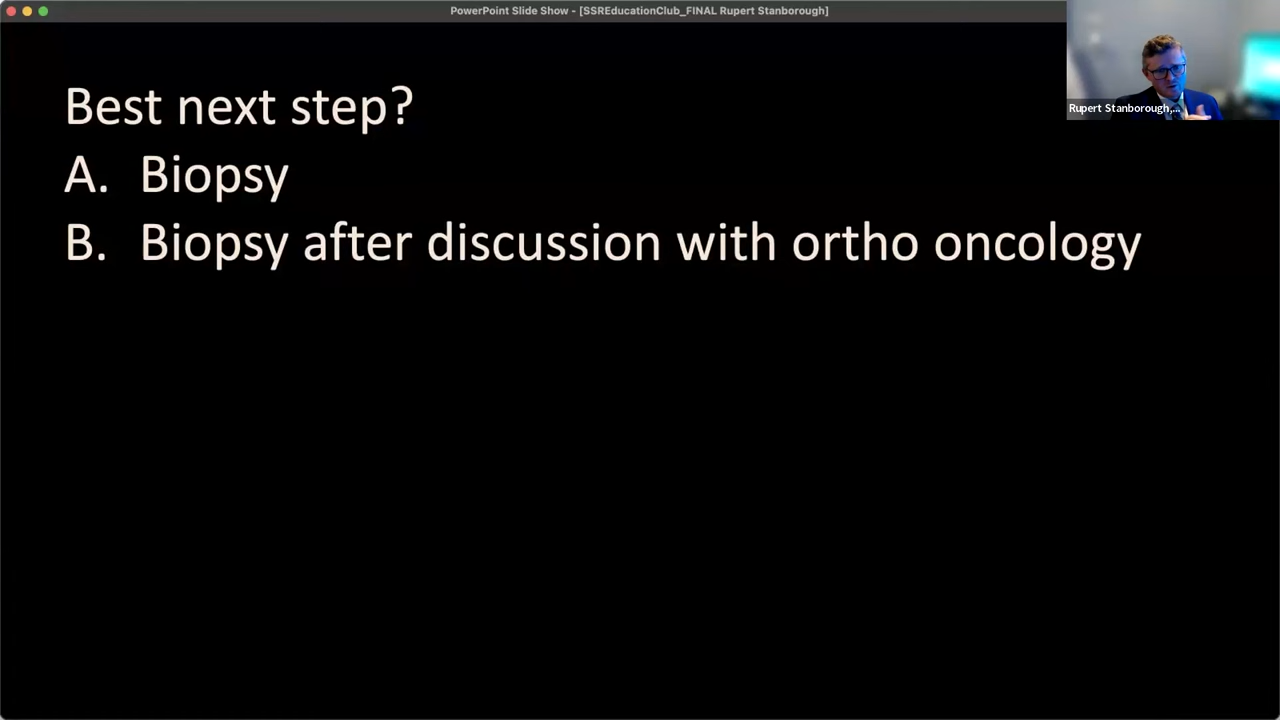 PowerPoint Slide Show - [SSREducationClub_FINAL Rupert Stanborough]
Rupert Stanborough,...
Best next step?
A. Biopsy
B. Biopsy after discussion with ortho oncology